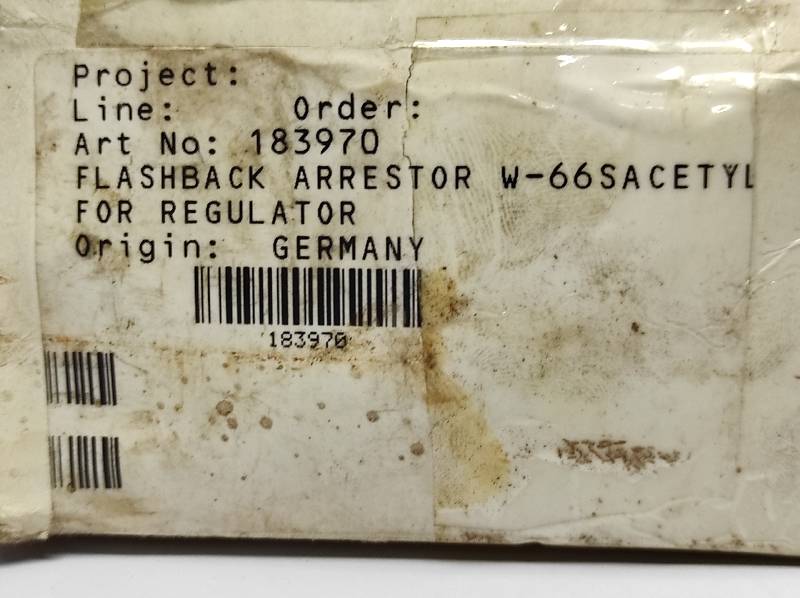 Project:
Line: Order:
Art No: 183970
FLASHBACK ARRESTOR W-66SACETYL
FOR REGULATOR
Origin: GERMANY
183970